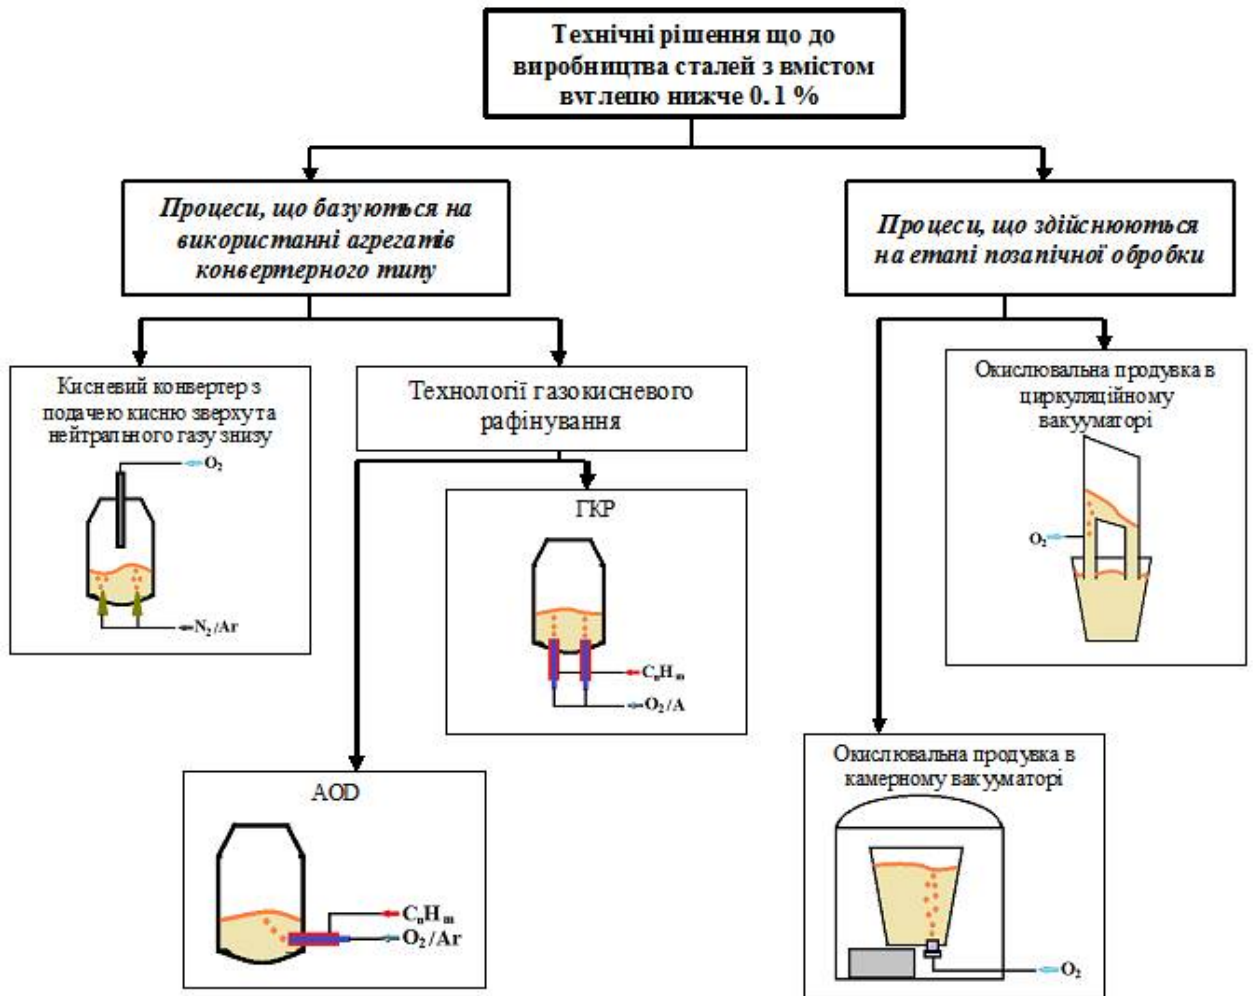 Технічні рішення що до
виробництва сталей з вмістом
вуглецю нижче 0.1 %
Процеси, що базуються на
використанні агрегатів
конвертерного типу
Процеси, що здійснюються
на етапі позапічної обробки
Кисневий конвертер з
подачею кисню зверху та
нейтрального газу знизу
O₂
N₂/Ar
Технології газокисневого
рафінування
ГКР
CₙHₘ
O₂/A
AOD
CₙHₘ
O₂/Ar
Окислювальна продувка в
циркуляційному
вакууматорі
O₂
Окислювальна продувка в
камерному вакууматорі
O₂